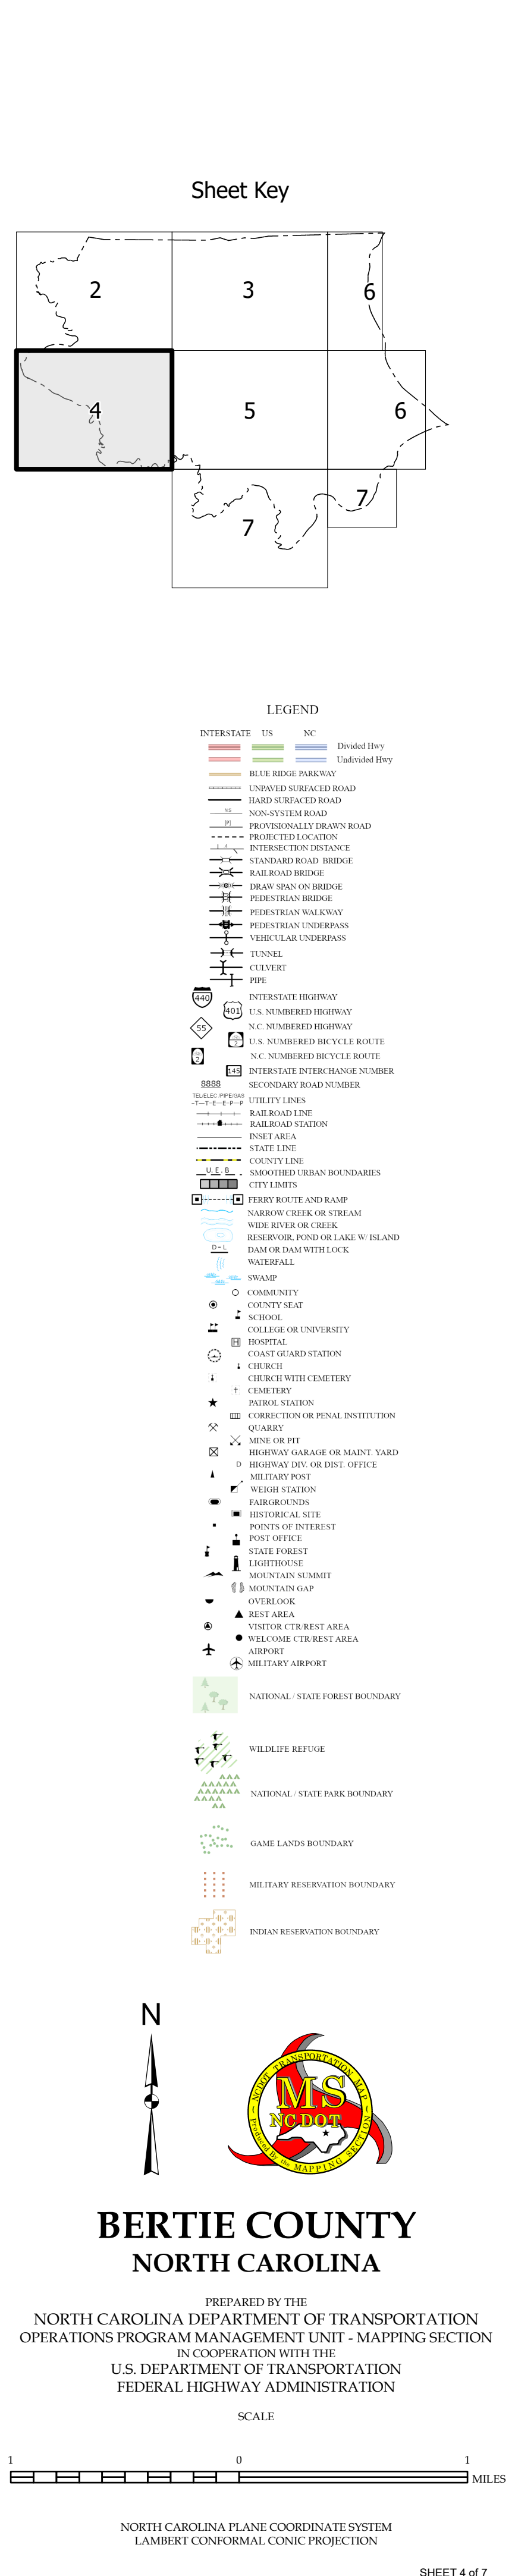 Sheet Key
2
3
6
4
5
6
7
7
LEGEND
INTERSTATE US NC
Divided Hwy
Undivided Hwy
BLUE RIDGE PARKWAY
UNPAVED SURFACED ROAD
HARD SURFACED ROAD
NS NON-SYSTEM ROAD
[P] PROVISIONALLY DRAWN ROAD
PROJECTED LOCATION
INTERSECTION DISTANCE
STANDARD ROAD BRIDGE
RAILROAD BRIDGE
DRAW SPAN ON BRIDGE
PEDESTRIAN BRIDGE
PEDESTRIAN WALKWAY
PEDESTRIAN UNDERPASS
VEHICULAR UNDERPASS
TUNNEL
CULVERT
PIPE
440 INTERSTATE HIGHWAY
401 U.S. NUMBERED HIGHWAY
55 N.C. NUMBERED HIGHWAY
U.S. NUMBERED BICYCLE ROUTE
2 N.C. NUMBERED BICYCLE ROUTE
145 INTERSTATE INTERCHANGE NUMBER
8888 SECONDARY ROAD NUMBER
TEL/ELEC/PIPE/GAS
-T--T-E--E-P--P UTILITY LINES
RAILROAD LINE
RAILROAD STATION
INSET AREA
STATE LINE
COUNTY LINE
U. E. B SMOOTHED URBAN BOUNDARIES
CITY LIMITS
FERRY ROUTE AND RAMP
NARROW CREEK OR STREAM
WIDE RIVER OR CREEK
RESERVOIR, POND OR LAKE W/ ISLAND
D-L DAM OR DAM WITH LOCK
WATERFALL
SWAMP
COMMUNITY
COUNTY SEAT
SCHOOL
COLLEGE OR UNIVERSITY
H HOSPITAL
COAST GUARD STATION
CHURCH
CHURCH WITH CEMETERY
CEMETERY
PATROL STATION
CORRECTION OR PENAL INSTITUTION
QUARRY
MINE OR PIT
HIGHWAY GARAGE OR MAINT. YARD
D HIGHWAY DIV. OR DIST. OFFICE
MILITARY POST
WEIGH STATION
FAIRGROUNDS
HISTORICAL SITE
POINTS OF INTEREST
POST OFFICE
STATE FOREST
LIGHTHOUSE
MOUNTAIN SUMMIT
MOUNTAIN GAP
OVERLOOK
REST AREA
VISITOR CTR/REST AREA
WELCOME CTR/REST AREA
AIRPORT
MILITARY AIRPORT
NATIONAL / STATE FOREST BOUNDARY
WILDLIFE REFUGE
NATIONAL / STATE PARK BOUNDARY
GAME LANDS BOUNDARY
MILITARY RESERVATION BOUNDARY
INDIAN RESERVATION BOUNDARY
N
NCDOT TRANSPORTATION MAP
MS
NCDOT
Produced By the MAPPING SECTION
BERTIE COUNTY
NORTH CAROLINA
PREPARED BY THE
NORTH CAROLINA DEPARTMENT OF TRANSPORTATION
OPERATIONS PROGRAM MANAGEMENT UNIT - MAPPING SECTION
IN COOPERATION WITH THE
U.S. DEPARTMENT OF TRANSPORTATION
FEDERAL HIGHWAY ADMINISTRATION
SCALE
1 0 1
MILES
NORTH CAROLINA PLANE COORDINATE SYSTEM
LAMBERT CONFORMAL CONIC PROJECTION
SHEET 4 of 7